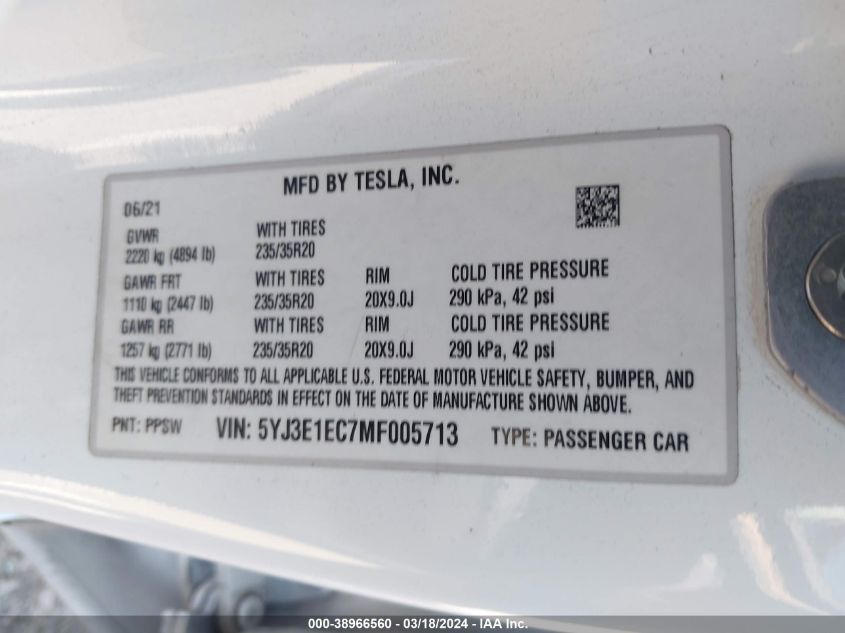 MFD BY TESLA, INC.
06/21
GVWR WITH TIRES
2220 kg (4894 lb) 235/35R20
GAWR FRT WITH TIRES RIM COLD TIRE PRESSURE
1110 kg (2447 lb) 235/35R20 20X9.0J 290 kPa, 42 psi
GAWR RR WITH TIRES RIM COLD TIRE PRESSURE
1257 kg (2771 lb) 235/35R20 20X9.0J 290 kPa, 42 psi
THIS VEHICLE CONFORMS TO ALL APPLICABLE U.S. FEDERAL MOTOR VEHICLE SAFETY, BUMPER, AND
THEFT PREVENTION STANDARDS IN EFFECT ON THE DATE OF MANUFACTURE SHOWN ABOVE.
PNT: PPSW VIN: 5YJ3E1EC7MF005713 TYPE: PASSENGER CAR
000-38966560 - 03/18/2024 - IAA Inc.